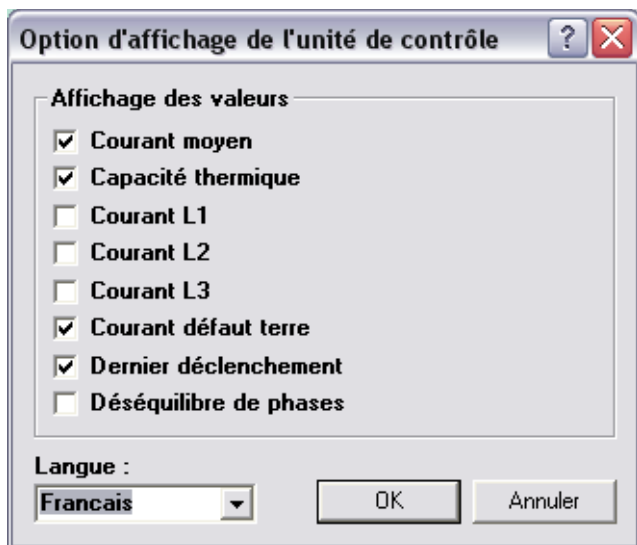 Option d'affichage de l'unité de contrôle
Affichage des valeurs
Courant moyen
Capacité thermique
Courant L1
Courant L2
Courant L3
Courant défaut terre
Dernier déclenchement
Déséquilibre de phases
Langue :
Francais
OK
Annuler